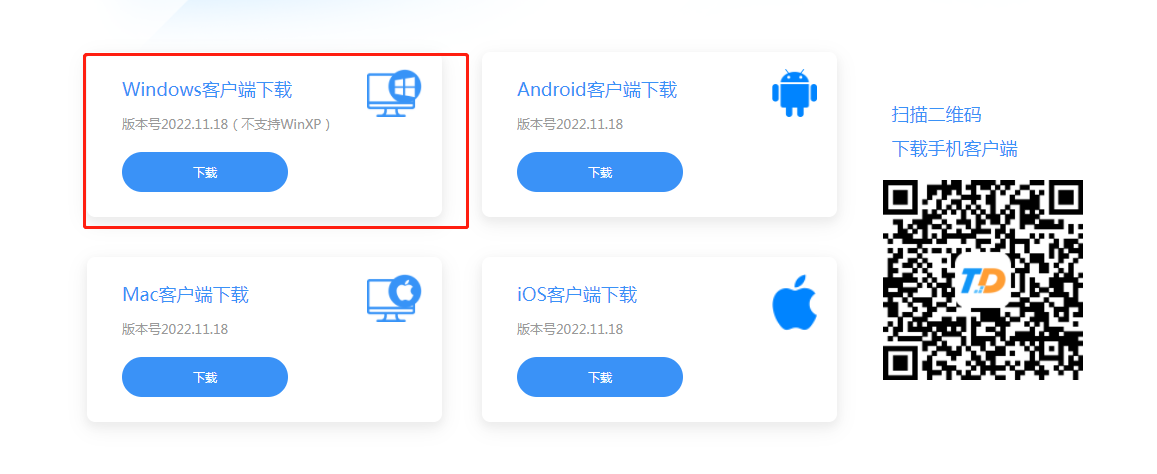 Windows客户端下载
版本号2022.11.18（不支持WinXP）
下载
Android客户端下载
版本号2022.11.18
下载
Mac客户端下载
版本号2022.11.18
下载
iOS客户端下载
版本号2022.11.18
下载
扫描二维码
下载手机客户端
TD